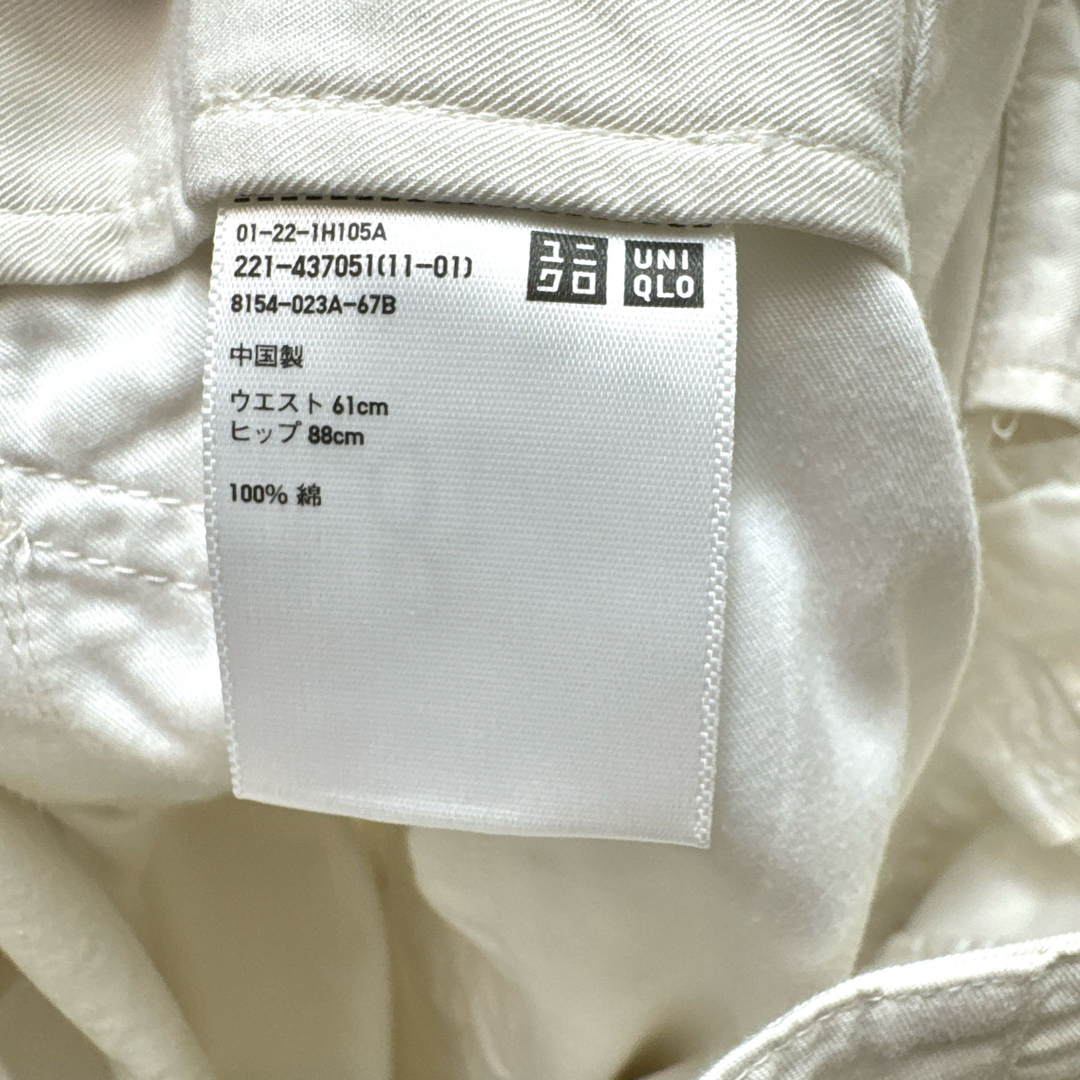 01-22-1H105A
221-437051(11-01)
8154-023A-67B
ユニ
クロ
UNI
QLO
中国製
ウエスト 61cm
ヒップ 88cm
100% 綿